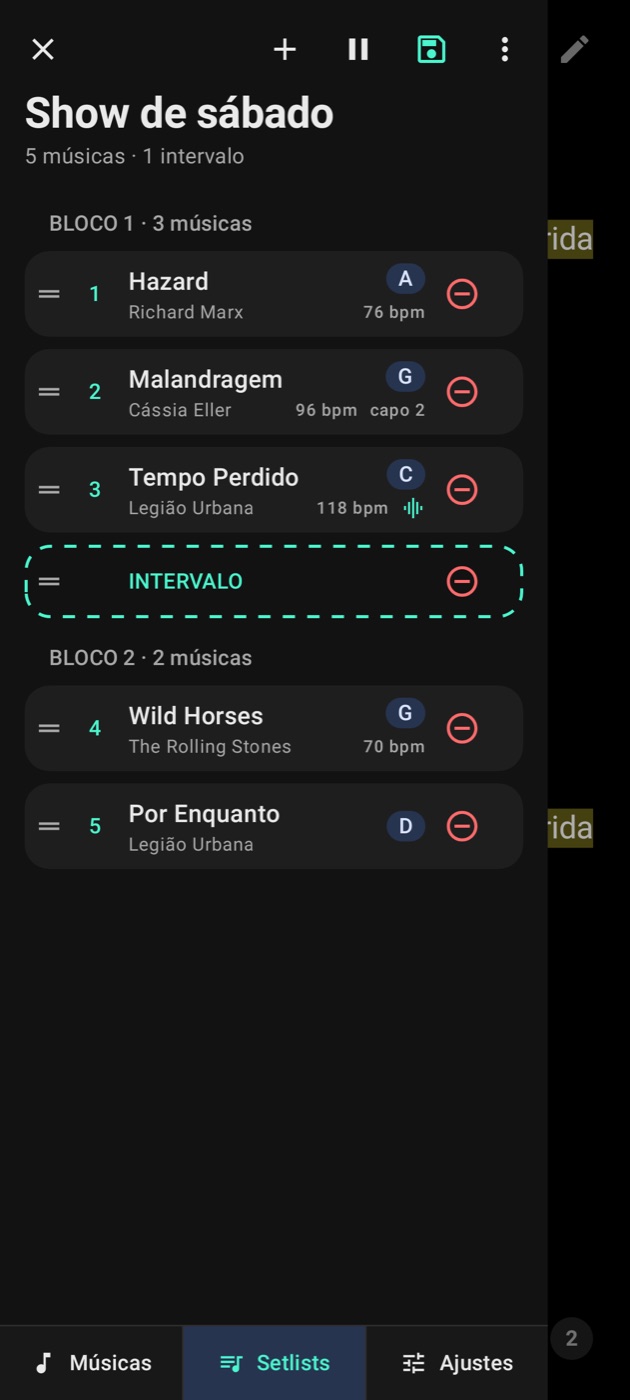 Show de sábado
5 músicas · 1 intervalo
BLOCO 1 · 3 músicas
1 Hazard A
Richard Marx 76 bpm
2 Malandragem G
Cássia Eller 96 bpm capo 2
3 Tempo Perdido C
Legião Urbana 118 bpm
INTERVALO
BLOCO 2 · 2 músicas
4 Wild Horses G
The Rolling Stones 70 bpm
5 Por Enquanto D
Legião Urbana
rida
rida
2
Músicas Setlists Ajustes